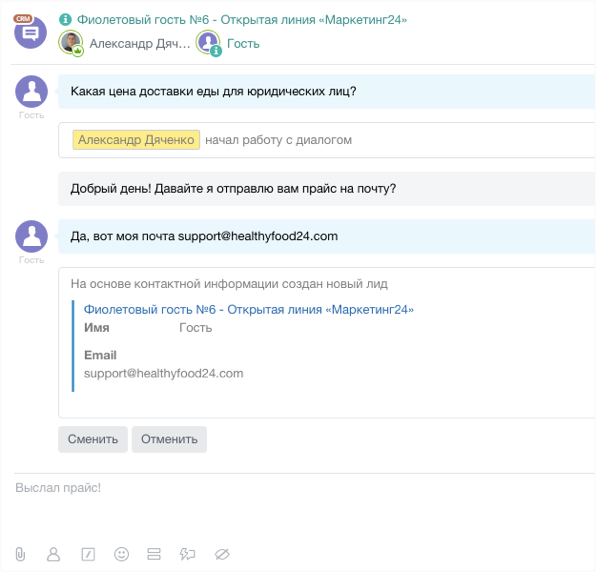 CRM
Фиолетовый гость №6 - Открытая линия «Маркетинг24»
Александр Дяч... Гость
Какая цена доставки еды для юридических лиц?
Гость
Александр Дяченко начал работу с диалогом
Добрый день! Давайте я отправлю вам прайс на почту?
Да, вот моя почта support@healthyfood24.com
Гость
На основе контактной информации создан новый лид
Фиолетовый гость №6 - Открытая линия «Маркетинг24»
Имя Гость
Email
support@healthyfood24.com
Сменить Отменить
Выслал прайс!